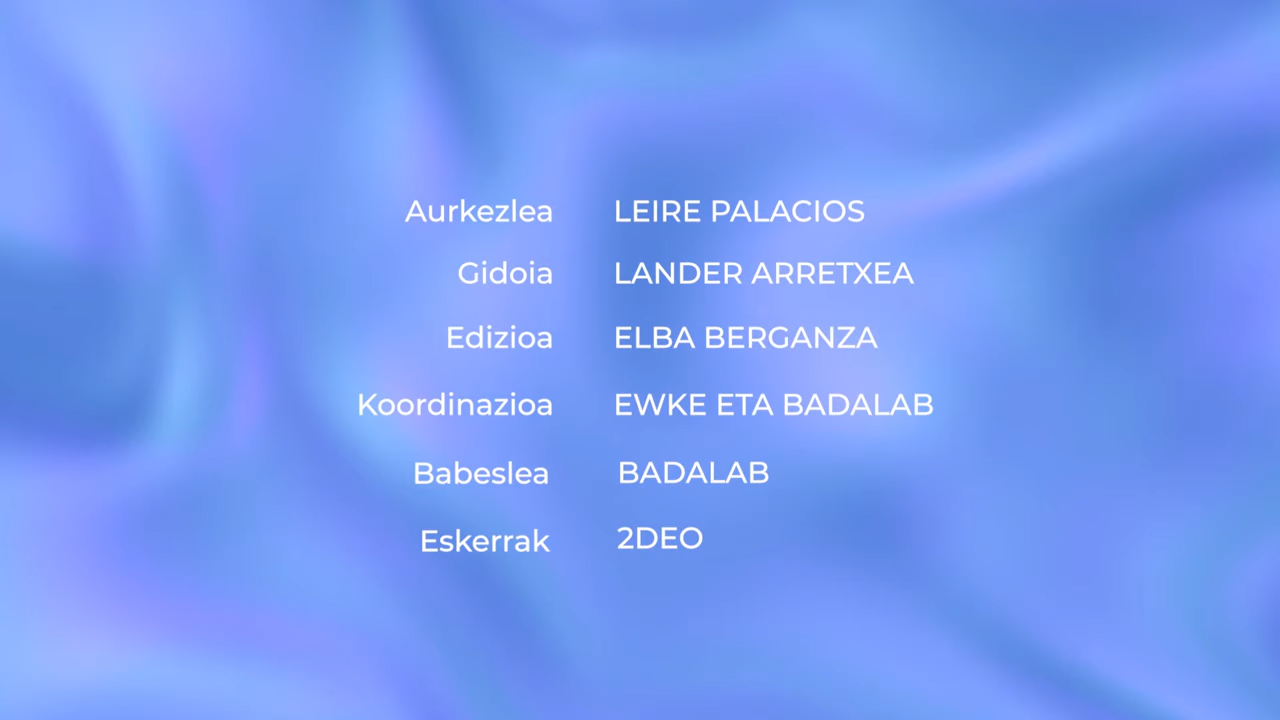 Aurkezlea LEIRE PALACIOS
Gidoia LANDER ARRETXEA
Edizioa ELBA BERGANZA
Koordinazioa EWKE ETA BADALAB
Babeslea BADALAB
Eskerrak 2DEO